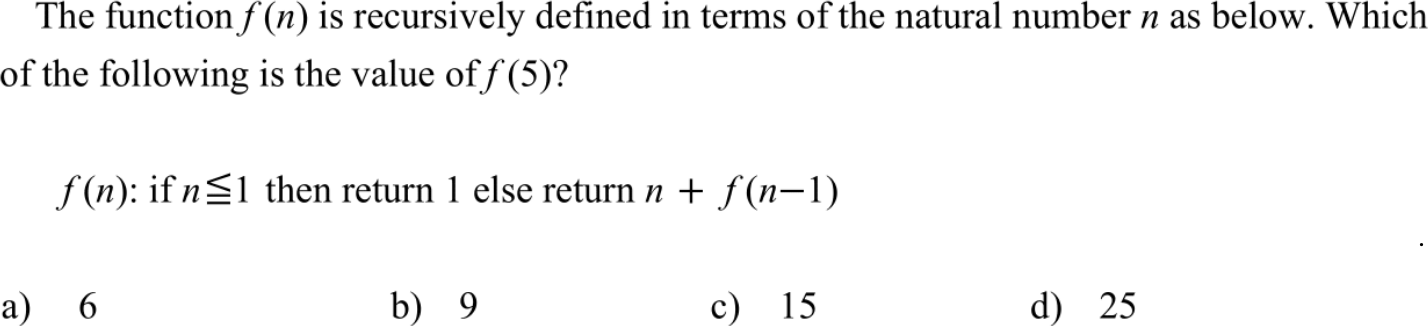 The function f (n) is recursively defined in terms of the natural number n as below. Which
of the following is the value of f (5)?
f (n): if n≦1 then return 1 else return n + f (n−1)
.
a) 6 b) 9 c) 15 d) 25